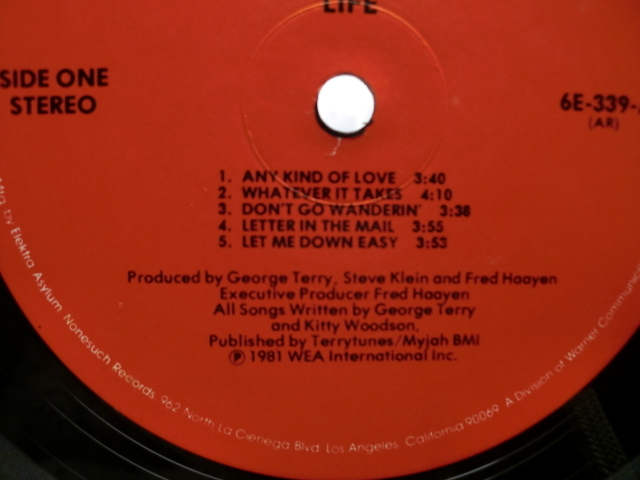 LIFE
SIDE ONE
STEREO
6E-339-
(AR)
1. ANY KIND OF LOVE 3:40
2. WHATEVER IT TAKES 4:10
3. DON'T GO WANDERIN' 3:38
4. LETTER IN THE MAIL 3:55
5. LET ME DOWN EASY 3:53
Produced by George Terry, Steve Klein and Fred Haayen
Executive Producer Fred Haayen
All Songs Written by George Terry
and Kitty Woodson,
Published by Terrytunes/Myjah BMI
℗ 1981 WEA International Inc.
Mfg. by Elektra Asylum Nonesuch Records, 962 North La Cienega Blvd. Los Angeles, California 90069. A Division of Warner